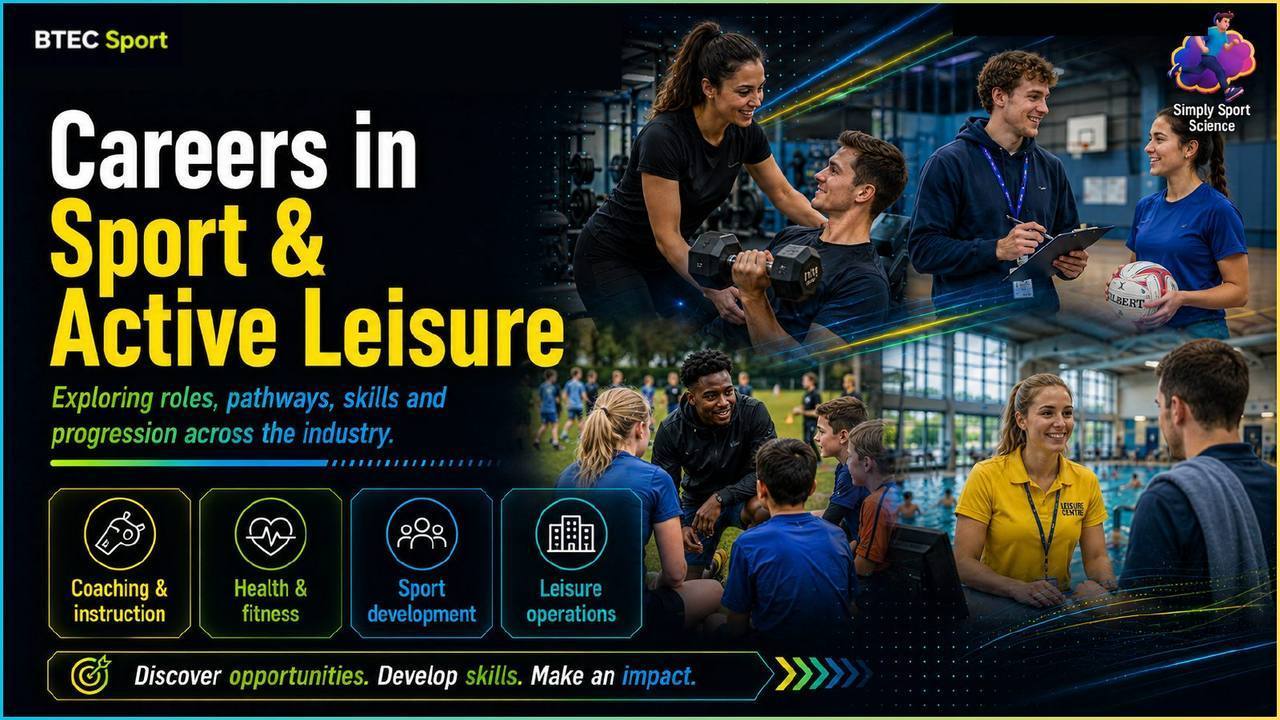 BTEC Sport
Simply Sport
Science
Careers in
Sport &
Active Leisure
Exploring roles, pathways, skills and
progression across the industry.
Coaching &
instruction
Health &
fitness
Sport
development
Leisure
operations
Discover opportunities. Develop skills. Make an impact.
LEISURE
CENTRE